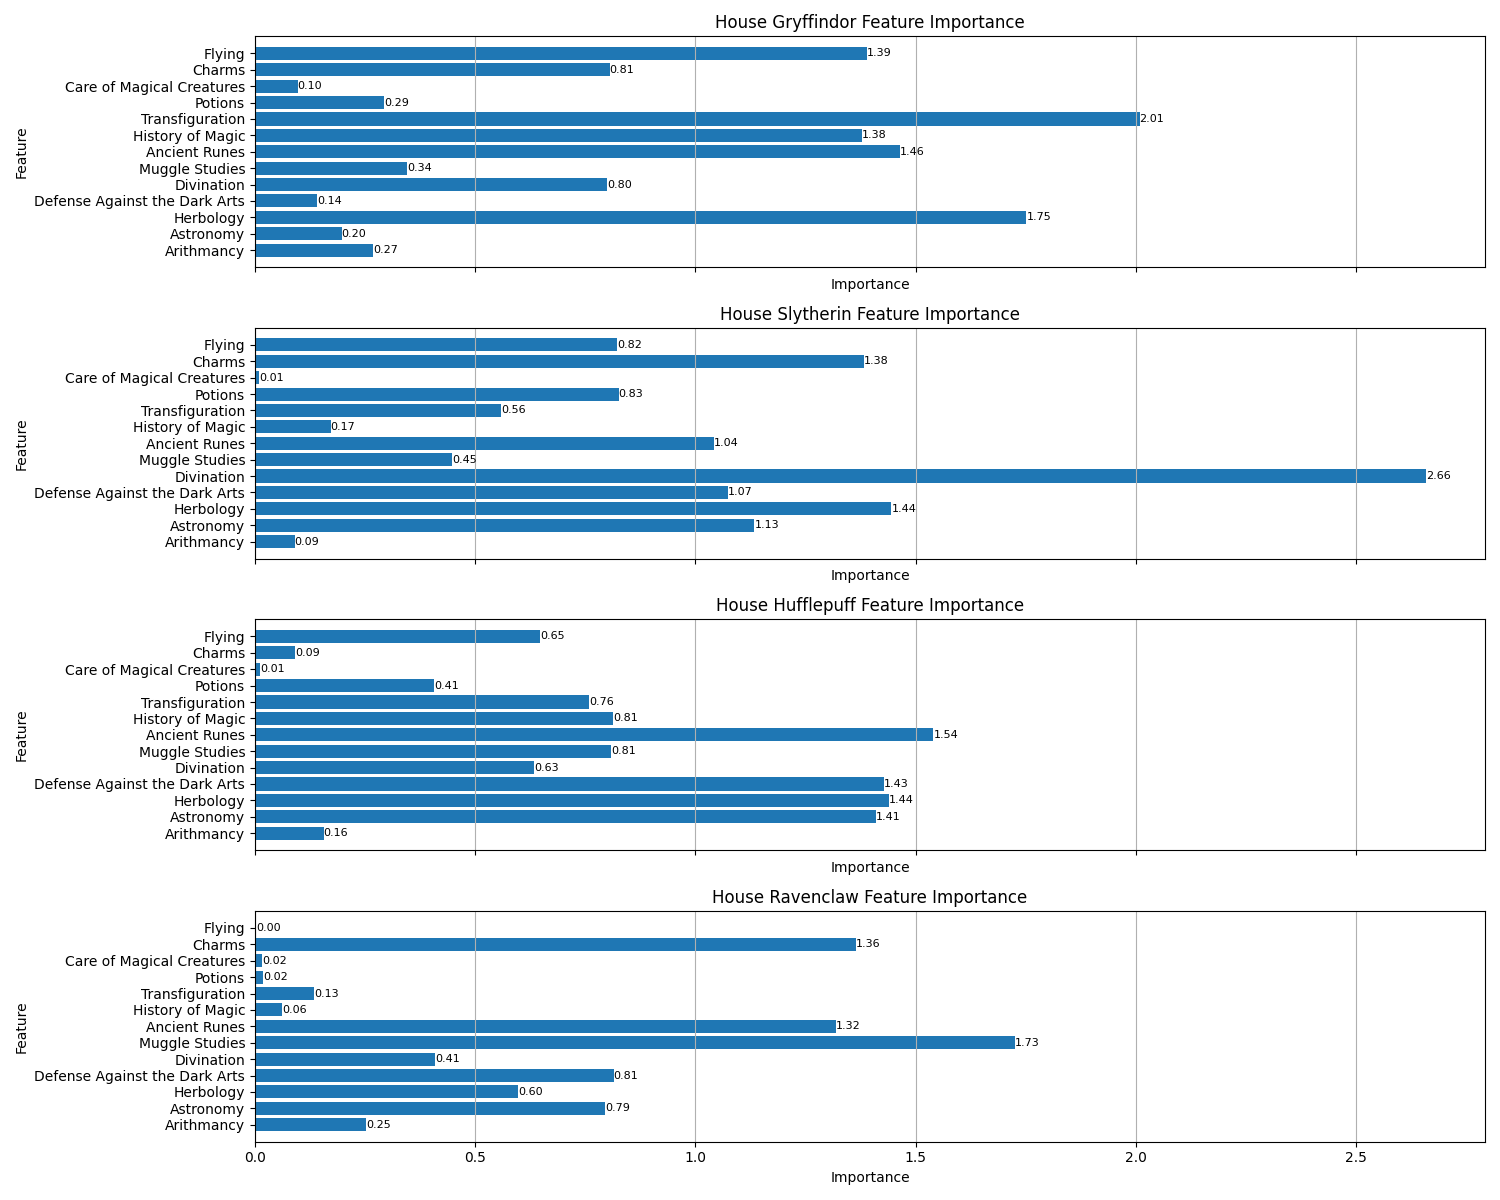 House Gryffindor Feature Importance
Feature
Flying 1.39
Charms 0.81
Care of Magical Creatures 0.10
Potions 0.29
Transfiguration 2.01
History of Magic 1.38
Ancient Runes 1.46
Muggle Studies 0.34
Divination 0.80
Defense Against the Dark Arts 0.14
Herbology 1.75
Astronomy 0.20
Arithmancy 0.27
Importance
House Slytherin Feature Importance
Feature
Flying 0.82
Charms 1.38
Care of Magical Creatures 0.01
Potions 0.83
Transfiguration 0.56
History of Magic 0.17
Ancient Runes 1.04
Muggle Studies 0.45
Divination 2.66
Defense Against the Dark Arts 1.07
Herbology 1.44
Astronomy 1.13
Arithmancy 0.09
Importance
House Hufflepuff Feature Importance
Feature
Flying 0.65
Charms 0.09
Care of Magical Creatures 0.01
Potions 0.41
Transfiguration 0.76
History of Magic 0.81
Ancient Runes 1.54
Muggle Studies 0.81
Divination 0.63
Defense Against the Dark Arts 1.43
Herbology 1.44
Astronomy 1.41
Arithmancy 0.16
Importance
House Ravenclaw Feature Importance
Feature
Flying 0.00
Charms 1.36
Care of Magical Creatures 0.02
Potions 0.02
Transfiguration 0.13
History of Magic 0.06
Ancient Runes 1.32
Muggle Studies 1.73
Divination 0.41
Defense Against the Dark Arts 0.81
Herbology 0.60
Astronomy 0.79
Arithmancy 0.25
0.0 0.5 1.0 1.5 2.0 2.5
Importance